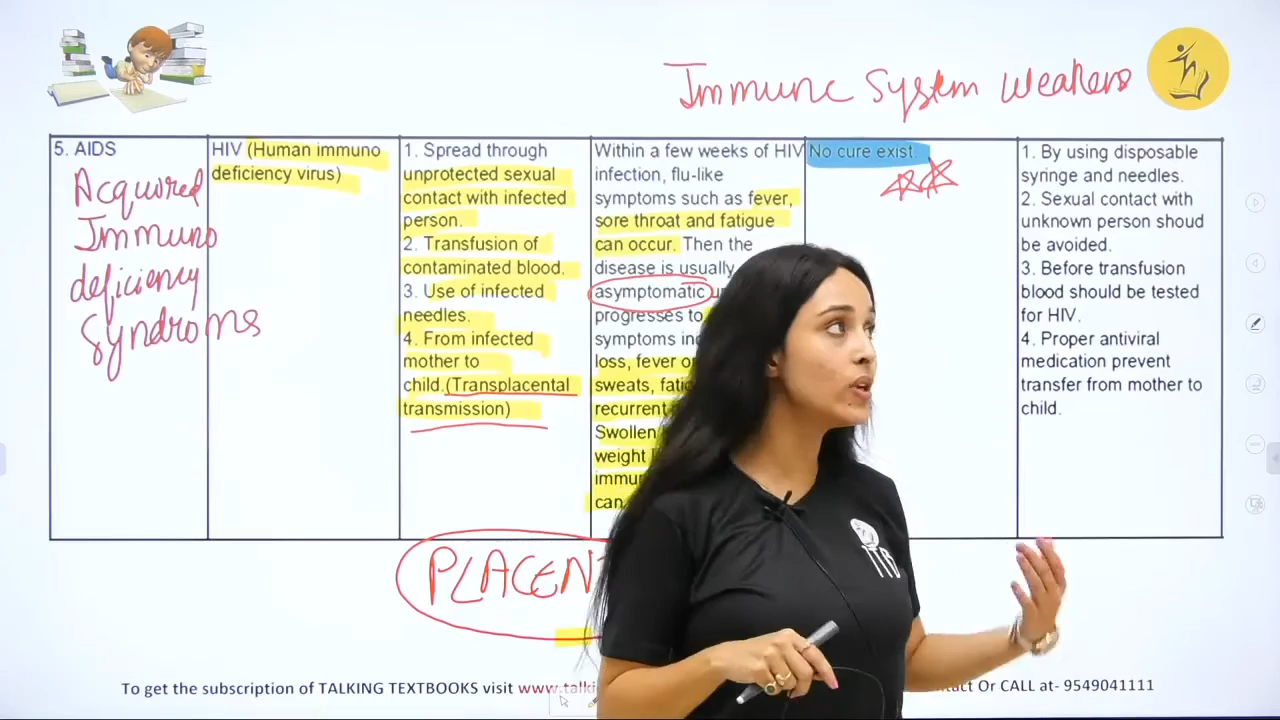 Immune System Weakens
5. AIDS
Acquired
Immuno
deficiency
Syndroms
HIV (Human immuno
deficiency virus)
1. Spread through
unprotected sexual
contact with infected
person.
2. Transfusion of
contaminated blood.
3. Use of infected
needles.
4. From infected
mother to
child.(Transplacental
transmission)
Within a few weeks of HIV
infection, flu-like
symptoms such as fever,
sore throat and fatigue
can occur. Then the
disease is usually
asymptomatic
progresses to
symptoms
loss, fever
sweats,
recurrent
Swollen
weight
can
No cure exist.
1. By using disposable
syringe and needles.
2. Sexual contact with
unknown person shoud
be avoided.
3. Before transfusion
blood should be tested
for HIV.
4. Proper antiviral
medication prevent
transfer from mother to
child.
PLACEN
ITB
To get the subscription of TALKING TEXTBOOKS visit www.talki
Or CALL at- 9549041111